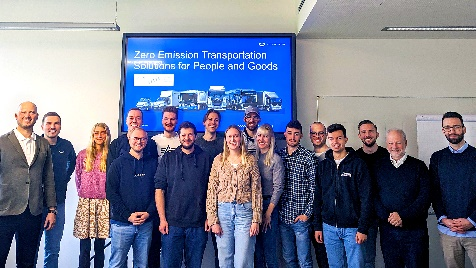 Zero Emission Transportation
Solutions for People and Goods